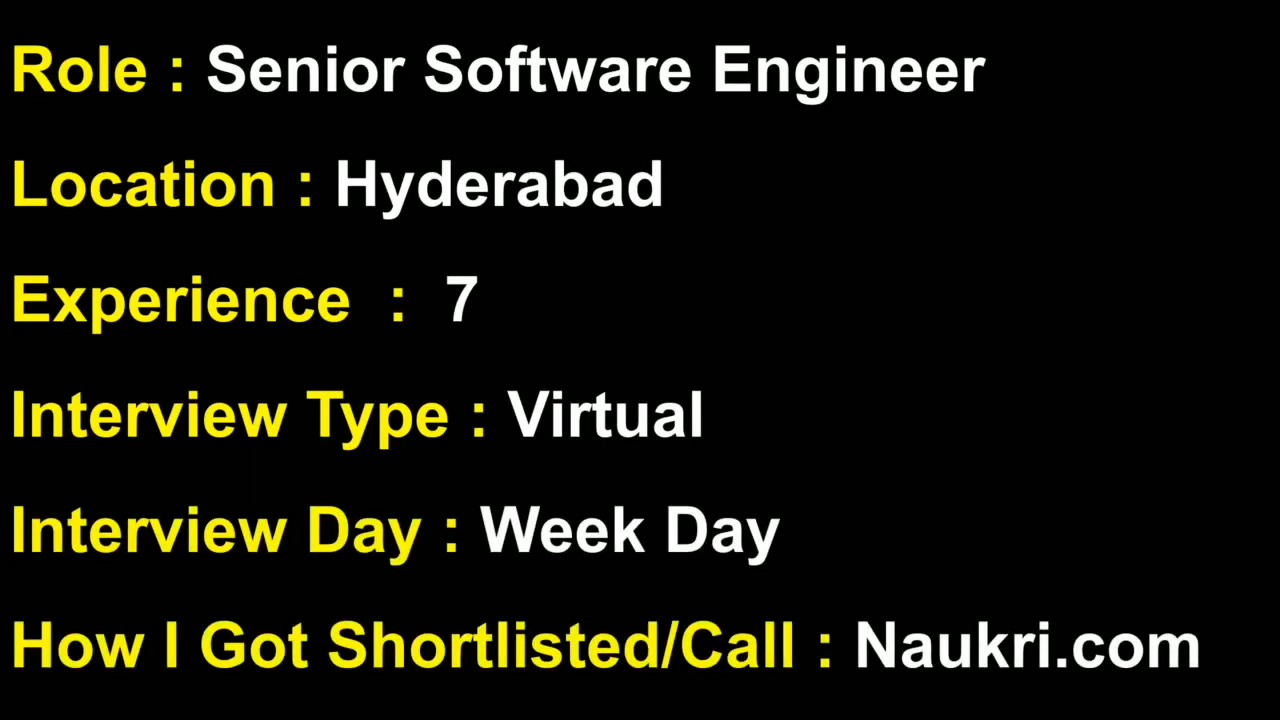 Role : Senior Software Engineer
Location : Hyderabad
Experience : 7
Interview Type : Virtual
Interview Day : Week Day
How I Got Shortlisted/Call : Naukri.com